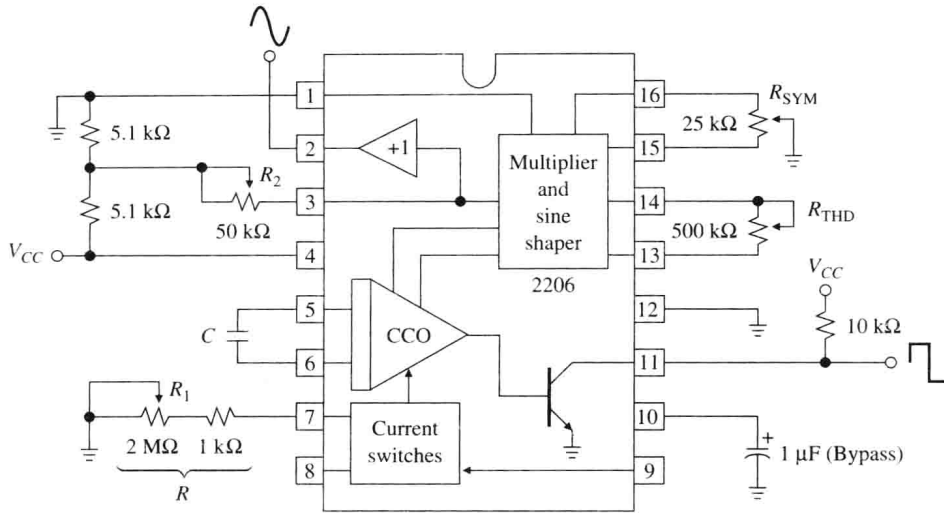 1
16
R_SYM
5.1 kΩ
25 kΩ
2
+1
15
Multiplier
and
sine
shaper
R_2
3
14
R_THD
5.1 kΩ
50 kΩ
500 kΩ
V_CC
4
13
2206
V_CC
5
12
C
CCO
10 kΩ
6
11
R_1
7
10
Current
switches
2 MΩ
1 kΩ
+
1 μF (Bypass)
8
9
R